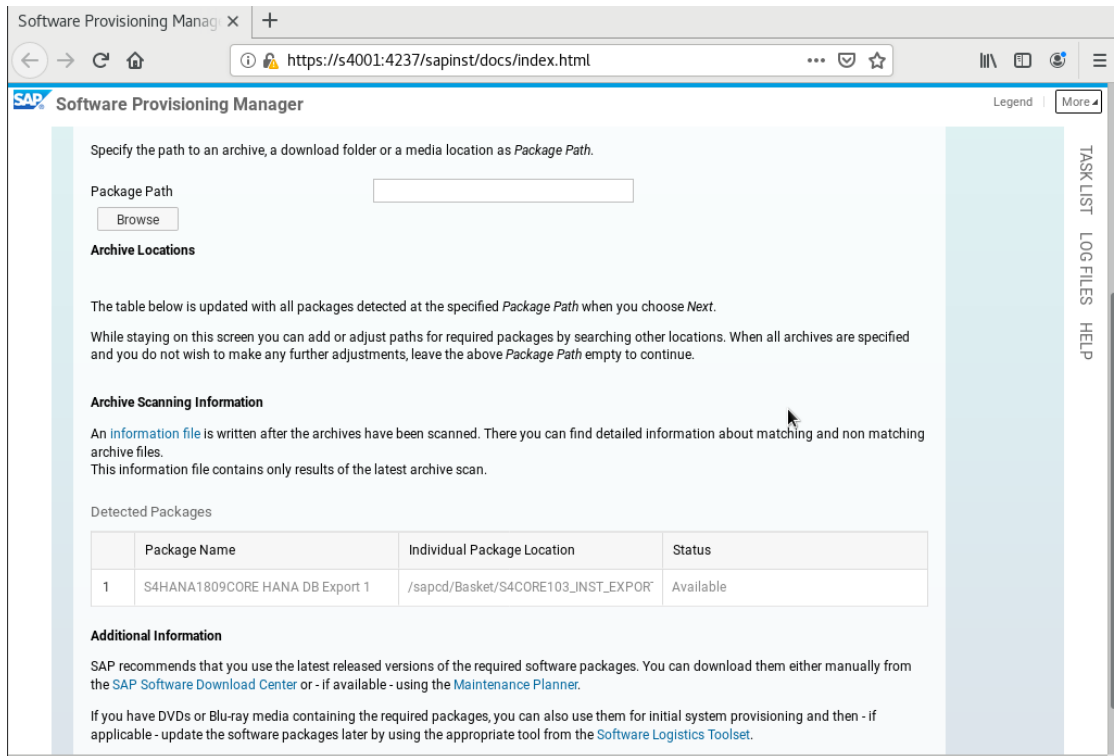 Software Provisioning Manag
https://s4001:4237/sapinst/docs/index.html
SAP Software Provisioning Manager
Legend
More
Specify the path to an archive, a download folder or a media location as Package Path.
Package Path
Browse
Archive Locations
The table below is updated with all packages detected at the specified Package Path when you choose Next.
While staying on this screen you can add or adjust paths for required packages by searching other locations. When all archives are specified
and you do not wish to make any further adjustments, leave the above Package Path empty to continue.
Archive Scanning Information
An information file is written after the archives have been scanned. There you can find detailed information about matching and non matching
archive files.
This information file contains only results of the latest archive scan.
Detected Packages
Package Name Individual Package Location Status
1 S4HANA1809CORE HANA DB Export 1 /sapcd/Basket/S4CORE103_INST_EXPORT Available
Additional Information
SAP recommends that you use the latest released versions of the required software packages. You can download them either manually from
the SAP Software Download Center or - if available - using the Maintenance Planner.
If you have DVDs or Blu-ray media containing the required packages, you can also use them for initial system provisioning and then - if
applicable - update the software packages later by using the appropriate tool from the Software Logistics Toolset.
TASK LIST
LOG FILES
HELP